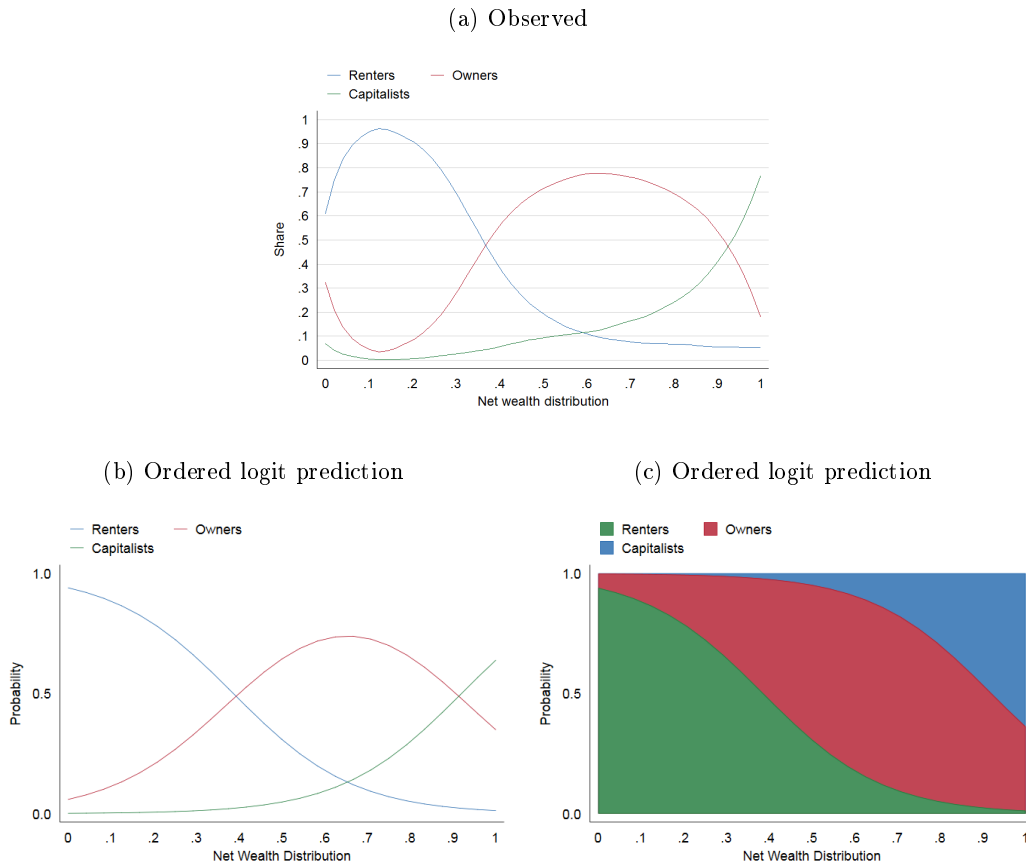 (a) Observed
Renters Owners
Capitalists
1
.9
.8
.7
.6
.5
.4
.3
.2
.1
0
Share
0 .1 .2 .3 .4 .5 .6 .7 .8 .9 1
Net wealth distribution
(b) Ordered logit prediction
Renters Owners
Capitalists
1.0
0.5
0.0
Probability
0 .1 .2 .3 .4 .5 .6 .7 .8 .9 1
Net Wealth Distribution
(c) Ordered logit prediction
Renters Owners
Capitalists
1.0
0.5
0.0
Probability
0 .1 .2 .3 .4 .5 .6 .7 .8 .9 1
Net Wealth Distribution